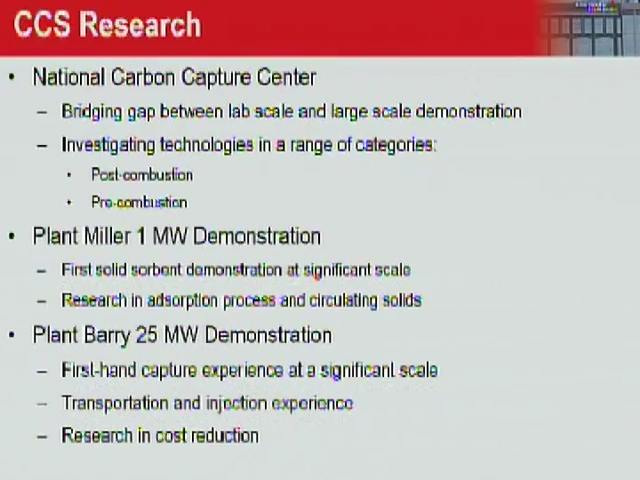 CCS Research
• National Carbon Capture Center
– Bridging gap between lab scale and large scale demonstration
– Investigating technologies in a range of categories:
• Post-combustion
• Pre-combustion
• Plant Miller 1 MW Demonstration
– First solid sorbent demonstration at significant scale
– Research in adsorption process and circulating solids
• Plant Barry 25 MW Demonstration
– First-hand capture experience at a significant scale
– Transportation and injection experience
– Research in cost reduction